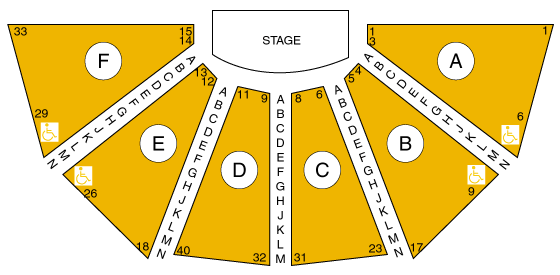 STAGE
33
15
14
F
29
A B C D E F G H J K L M N
13
12
E
26
18
A B C D E F G H J K L M N
11
9
D
40
32
A B C D E F G H J K L M
8
6
C
31
23
A B C D E F G H J K L M N
5
4
B
9
17
A B C D E F G H J K L M N
1
3
1
A
6